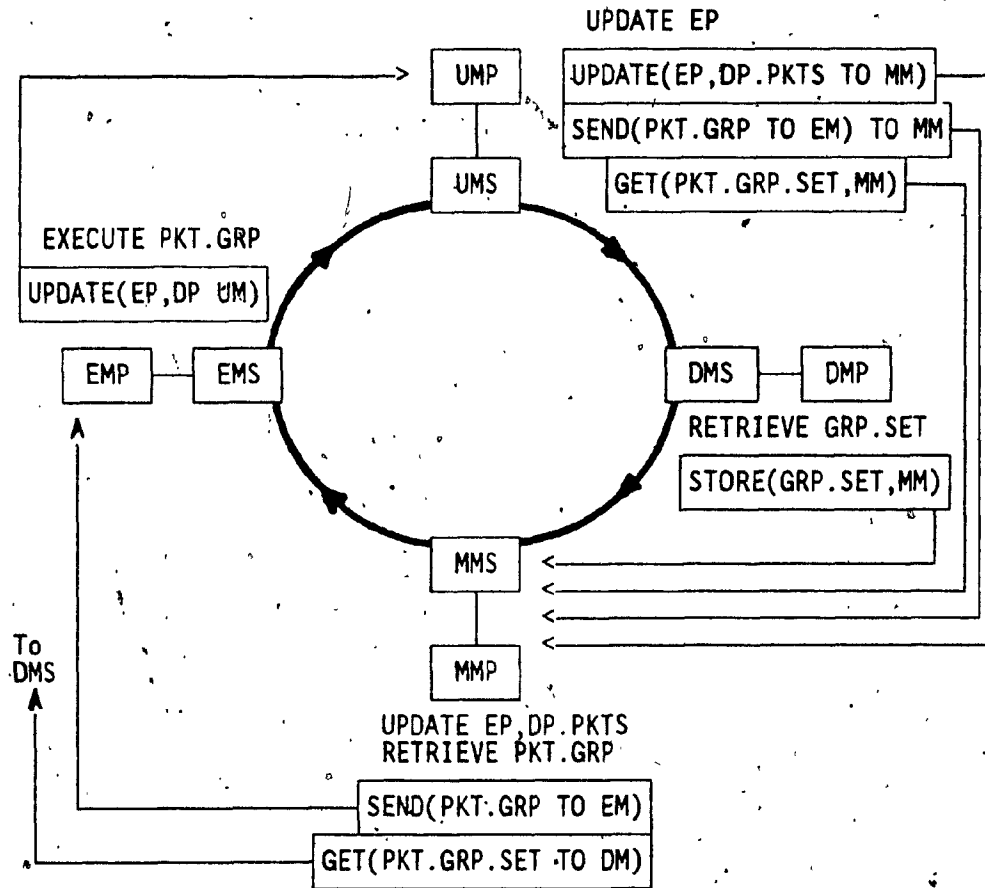 UPDATE EP
UMP
UPDATE(EP,DP.PKTS TO MM)
SEND(PKT.GRP TO EM) TO MM
UMS
GET(PKT.GRP.SET,MM)
EXECUTE PKT.GRP
UPDATE(EP,DP UM)
EMP
EMS
DMS
DMP
RETRIEVE GRP.SET
STORE(GRP.SET,MM)
MMS
To
DMS
MMP
UPDATE EP,DP.PKTS
RETRIEVE PKT.GRP
SEND(PKT.GRP TO EM)
GET(PKT.GRP.SET TO DM)